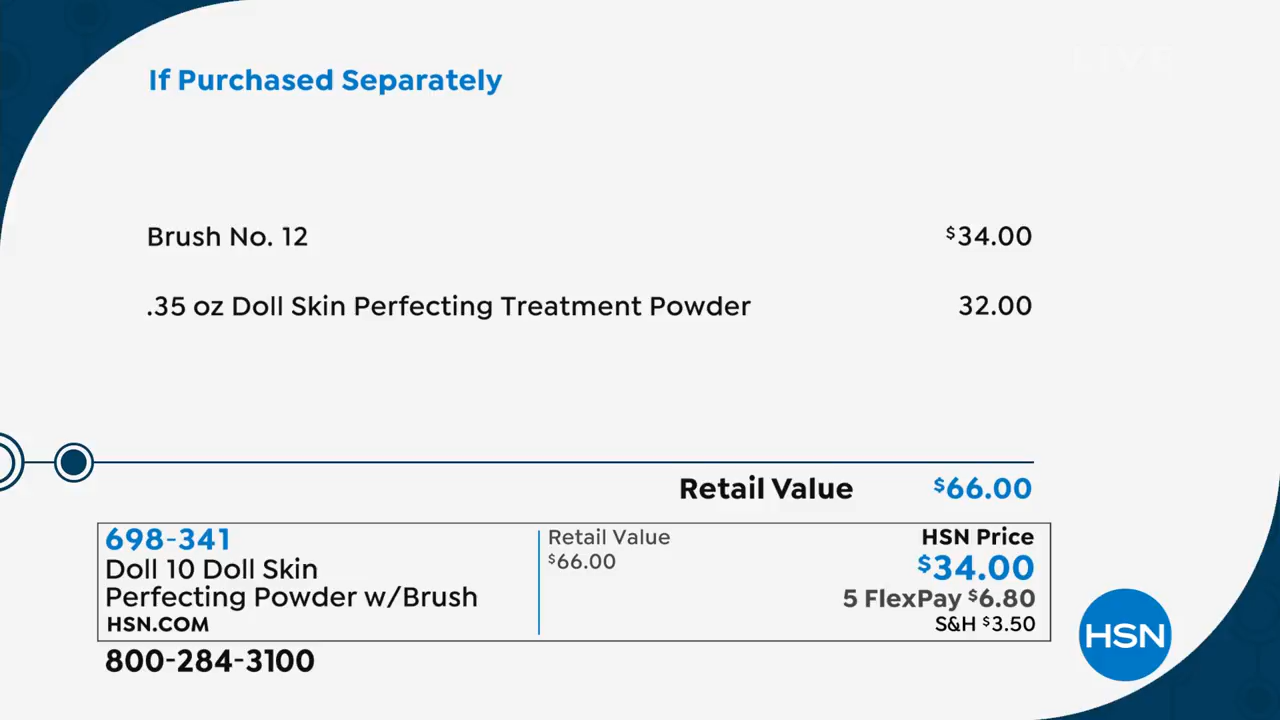 LIVE
If Purchased Separately
Brush No. 12 $34.00
.35 oz Doll Skin Perfecting Treatment Powder 32.00
Retail Value $66.00
698-341
Doll 10 Doll Skin
Perfecting Powder w/Brush
HSN.COM
Retail Value
$66.00
HSN Price
$34.00
5 FlexPay $6.80
S&H $3.50
800-284-3100
HSN